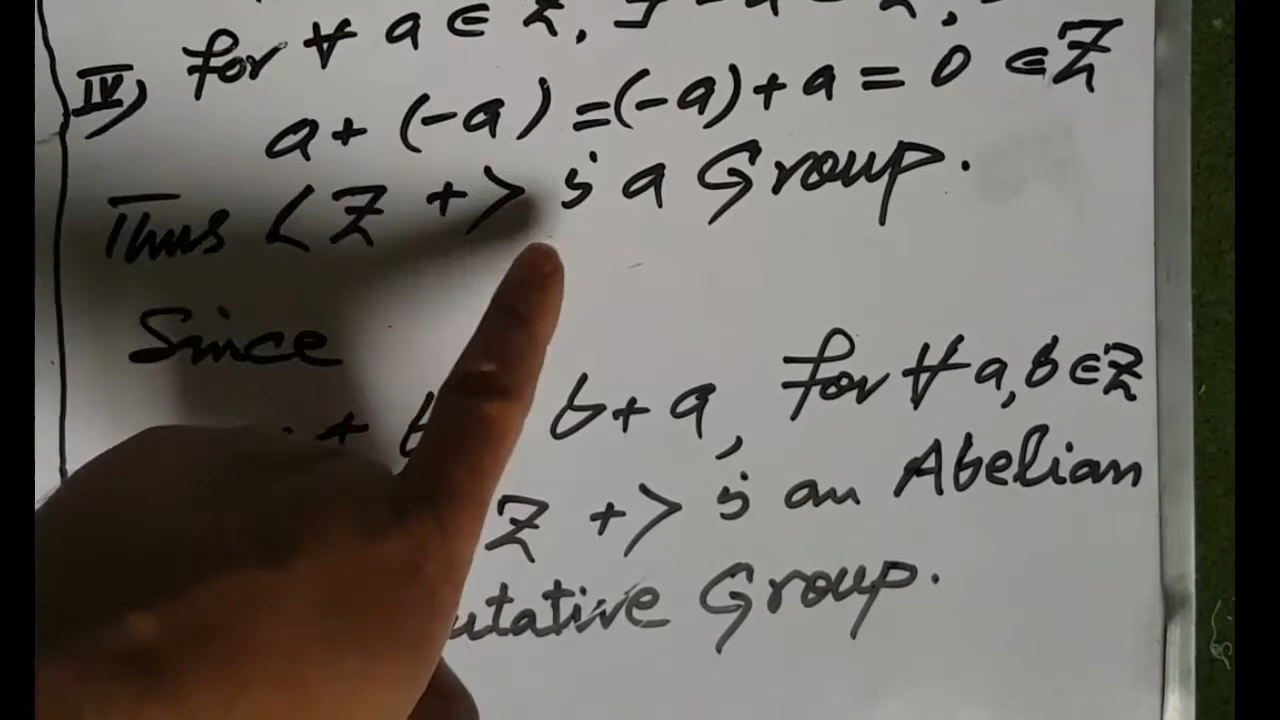 IV) for ∀ a ∈ Z,
a + (-a) = (-a) + a = 0 ∈ Z
Thus < Z +> is a Group.
Since
+ b b + a, for ∀ a, b ∈ Z
Z +> is an Abelian
utative Group.